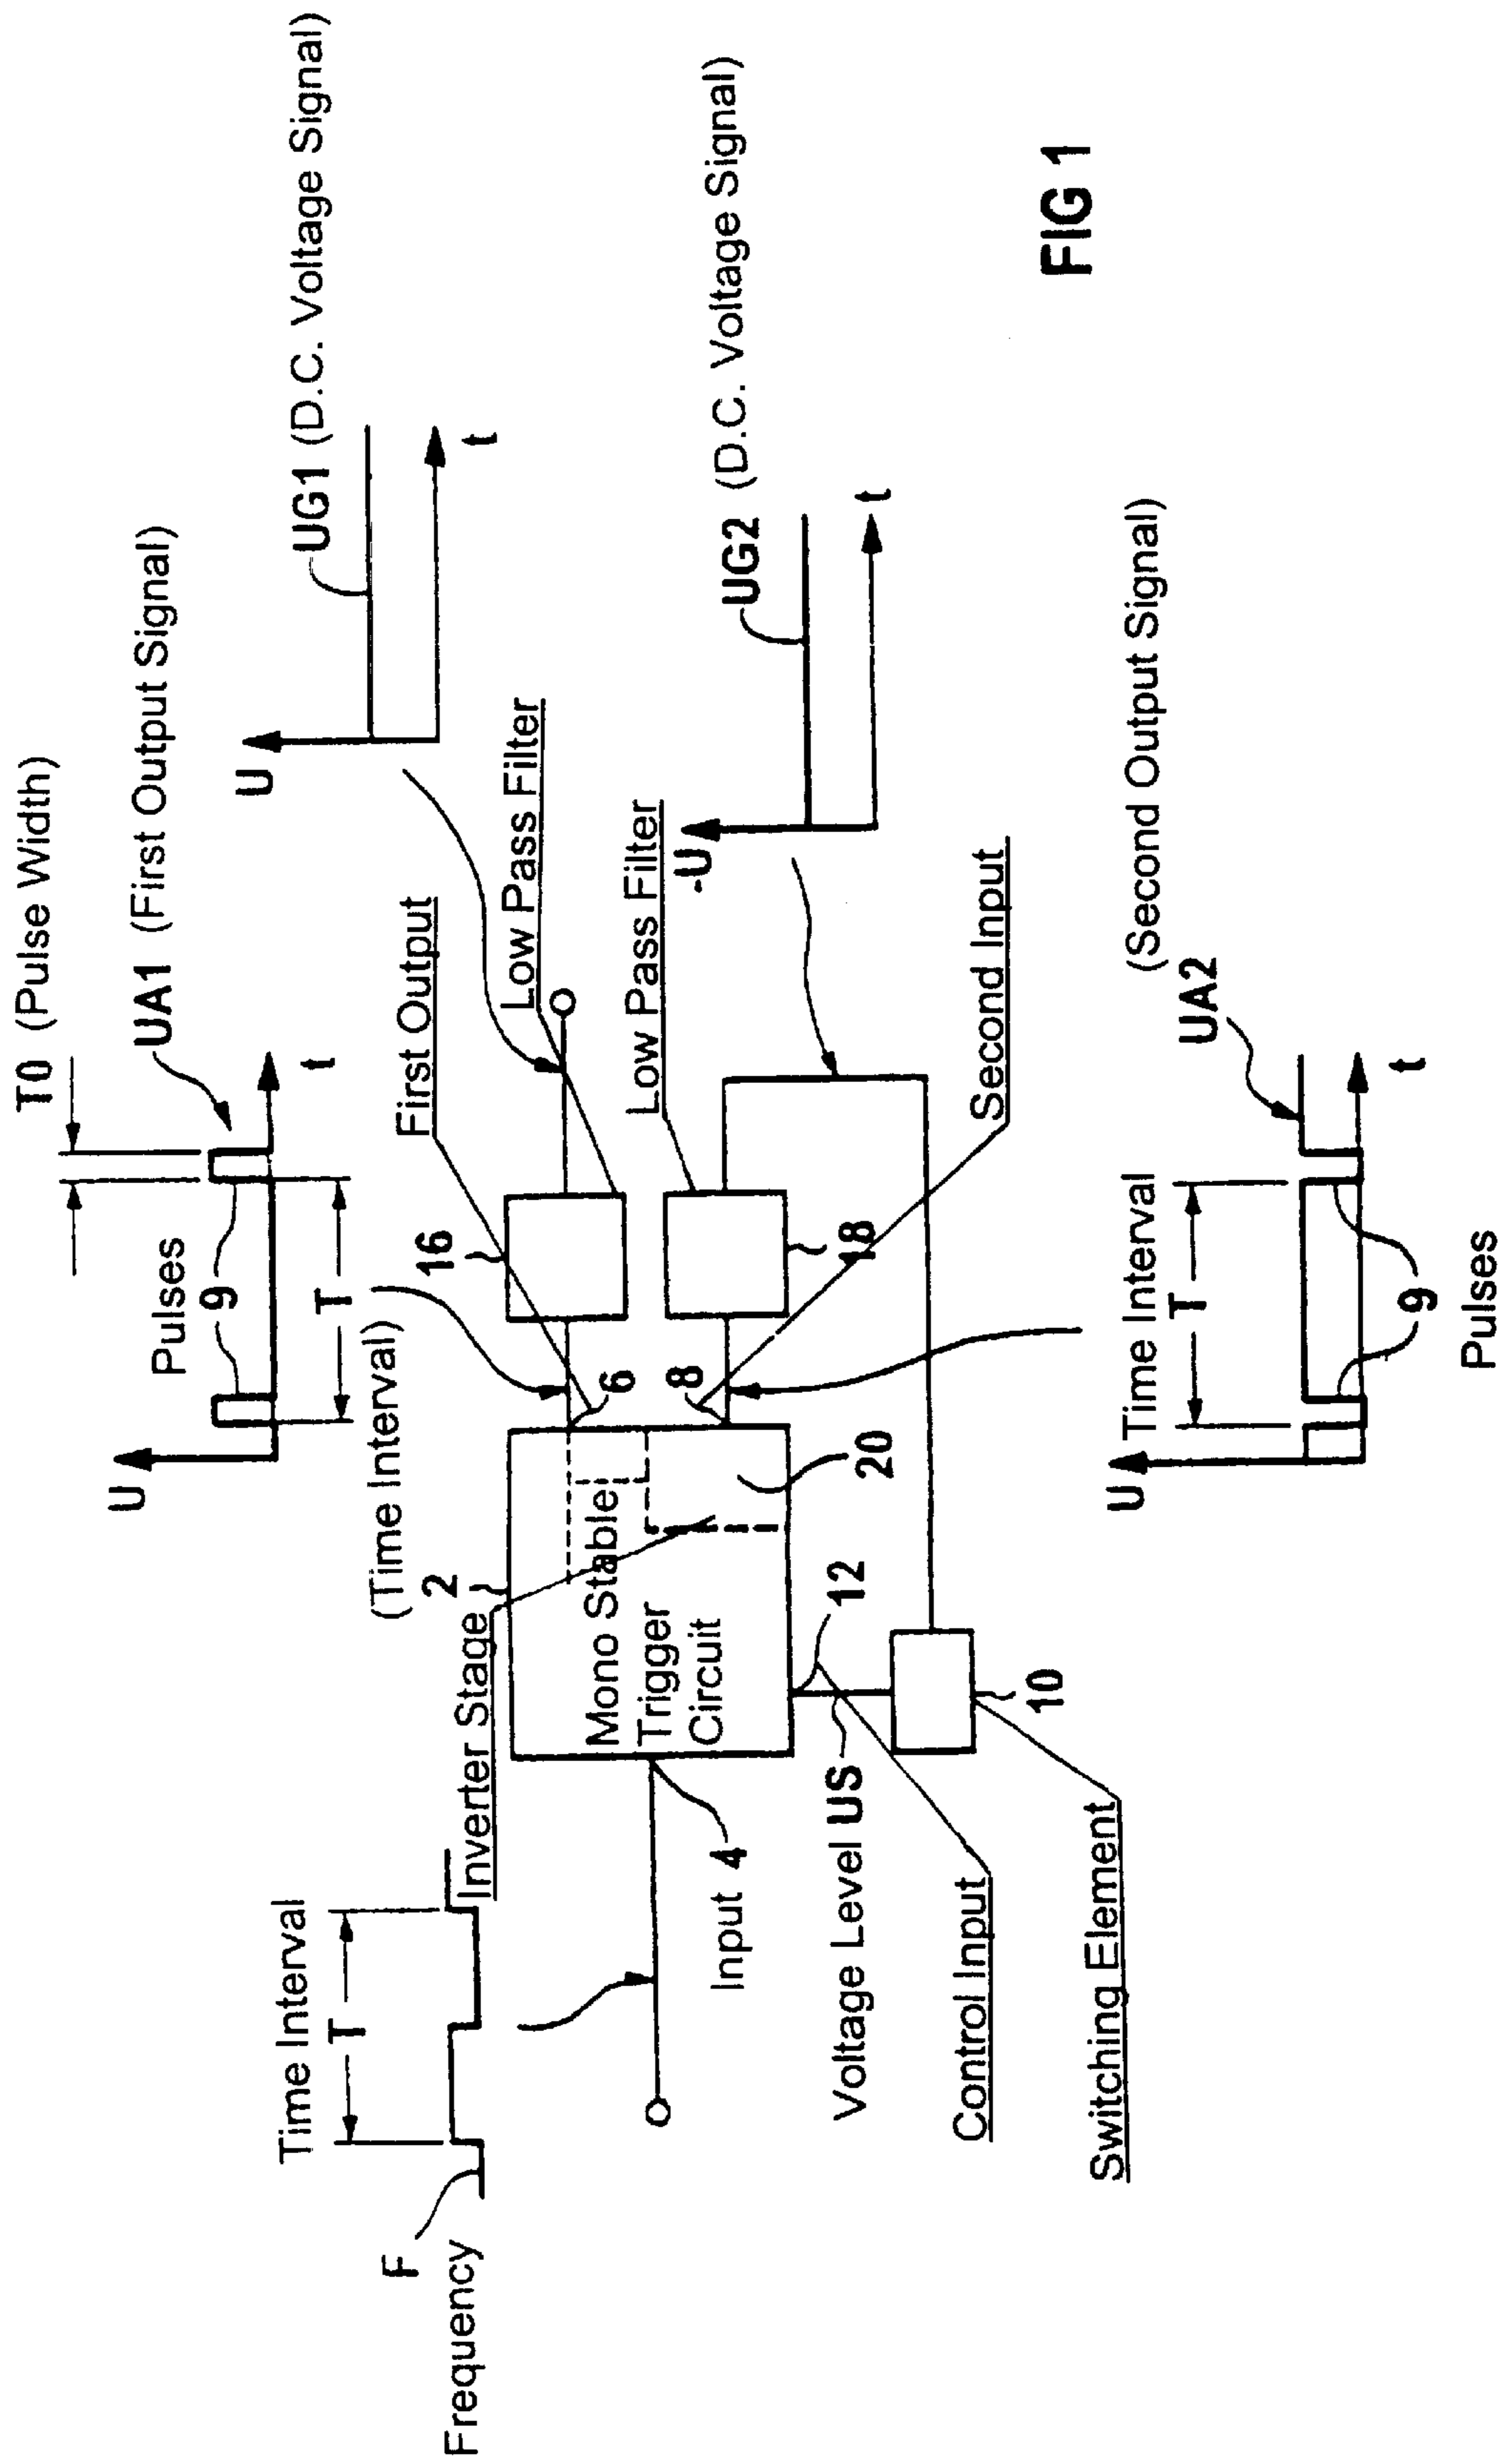 T0 (Pulse Width)
UA1 (First Output Signal)
UG1 (D.C. Voltage Signal)
UG2 (D.C. Voltage Signal)
FIG 1
U
t
Pulses
9
T
(Time Interval)
U
t
First Output
Low Pass Filter
16
6
Low Pass Filter
-U
t
18
8
Second Input
Time Interval
T
F
Frequency
Inverter Stage
2
Mono Stable
Trigger
Circuit
20
Input 4
12
Voltage Level US
Control Input
10
Switching Element
UA2
(Second Output Signal)
U
t
Time Interval
T
9
Pulses